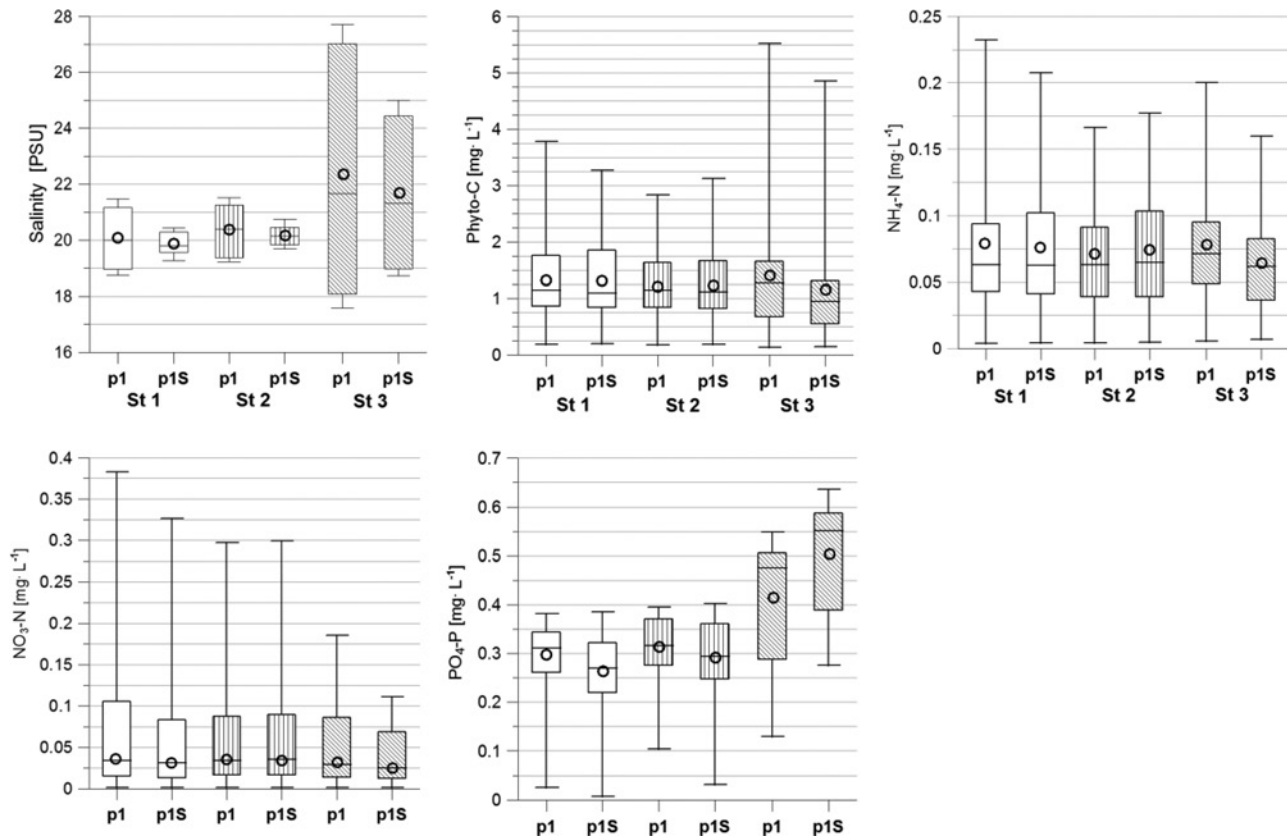 Salinity [PSU]
28
26
24
22
20
18
16
p1 p1S p1 p1S p1 p1S
St 1 St 2 St 3
Phyto-C [mg· L⁻¹]
6
5
4
3
2
1
0
p1 p1S p1 p1S p1 p1S
St 1 St 2 St 3
NH₄-N [mg· L⁻¹]
0.25
0.2
0.15
0.1
0.05
0
p1 p1S p1 p1S p1 p1S
St 1 St 2 St 3
NO₃-N [mg· L⁻¹]
0.4
0.35
0.3
0.25
0.2
0.15
0.1
0.05
0
p1 p1S p1 p1S p1 p1S
PO₄-P [mg· L⁻¹]
0.7
0.6
0.5
0.4
0.3
0.2
0.1
0
p1 p1S p1 p1S p1 p1S